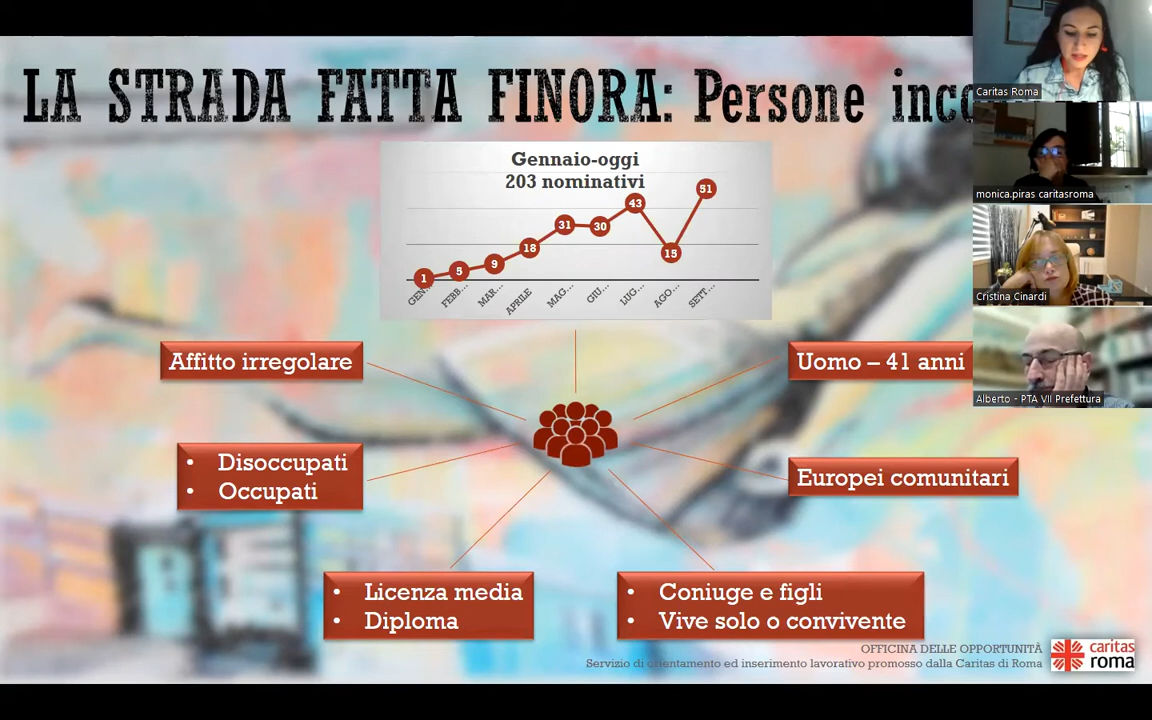 LA STRADA FATTA FINORA: Persone
Gennaio-oggi
203 nominativi
1
5
9
18
31
30
43
15
51
GEN...
FEBB...
MAR...
APRILE
MAG...
GIU...
LUG...
AGO...
SETT...
Affitto irregolare
Uomo – 41 anni
• Disoccupati
• Occupati
Europei comunitari
• Licenza media
• Diploma
• Coniuge e figli
• Vive solo o convivente
OFFICINA DELLE OPPORTUNITÀ
Servizio di orientamento ed inserimento lavorativo promosso dalla Caritas di Roma
caritas
roma
Caritas Roma
monica.piras caritasroma
Cristina Cinardi
Alberto - PTA VII Prefettura